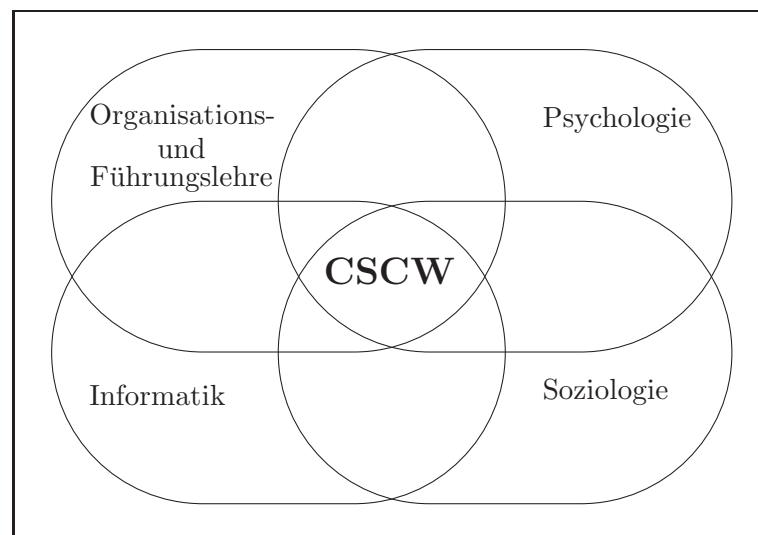 Organisations-
und
Führungslehre
Psychologie
CSCW
Informatik
Soziologie